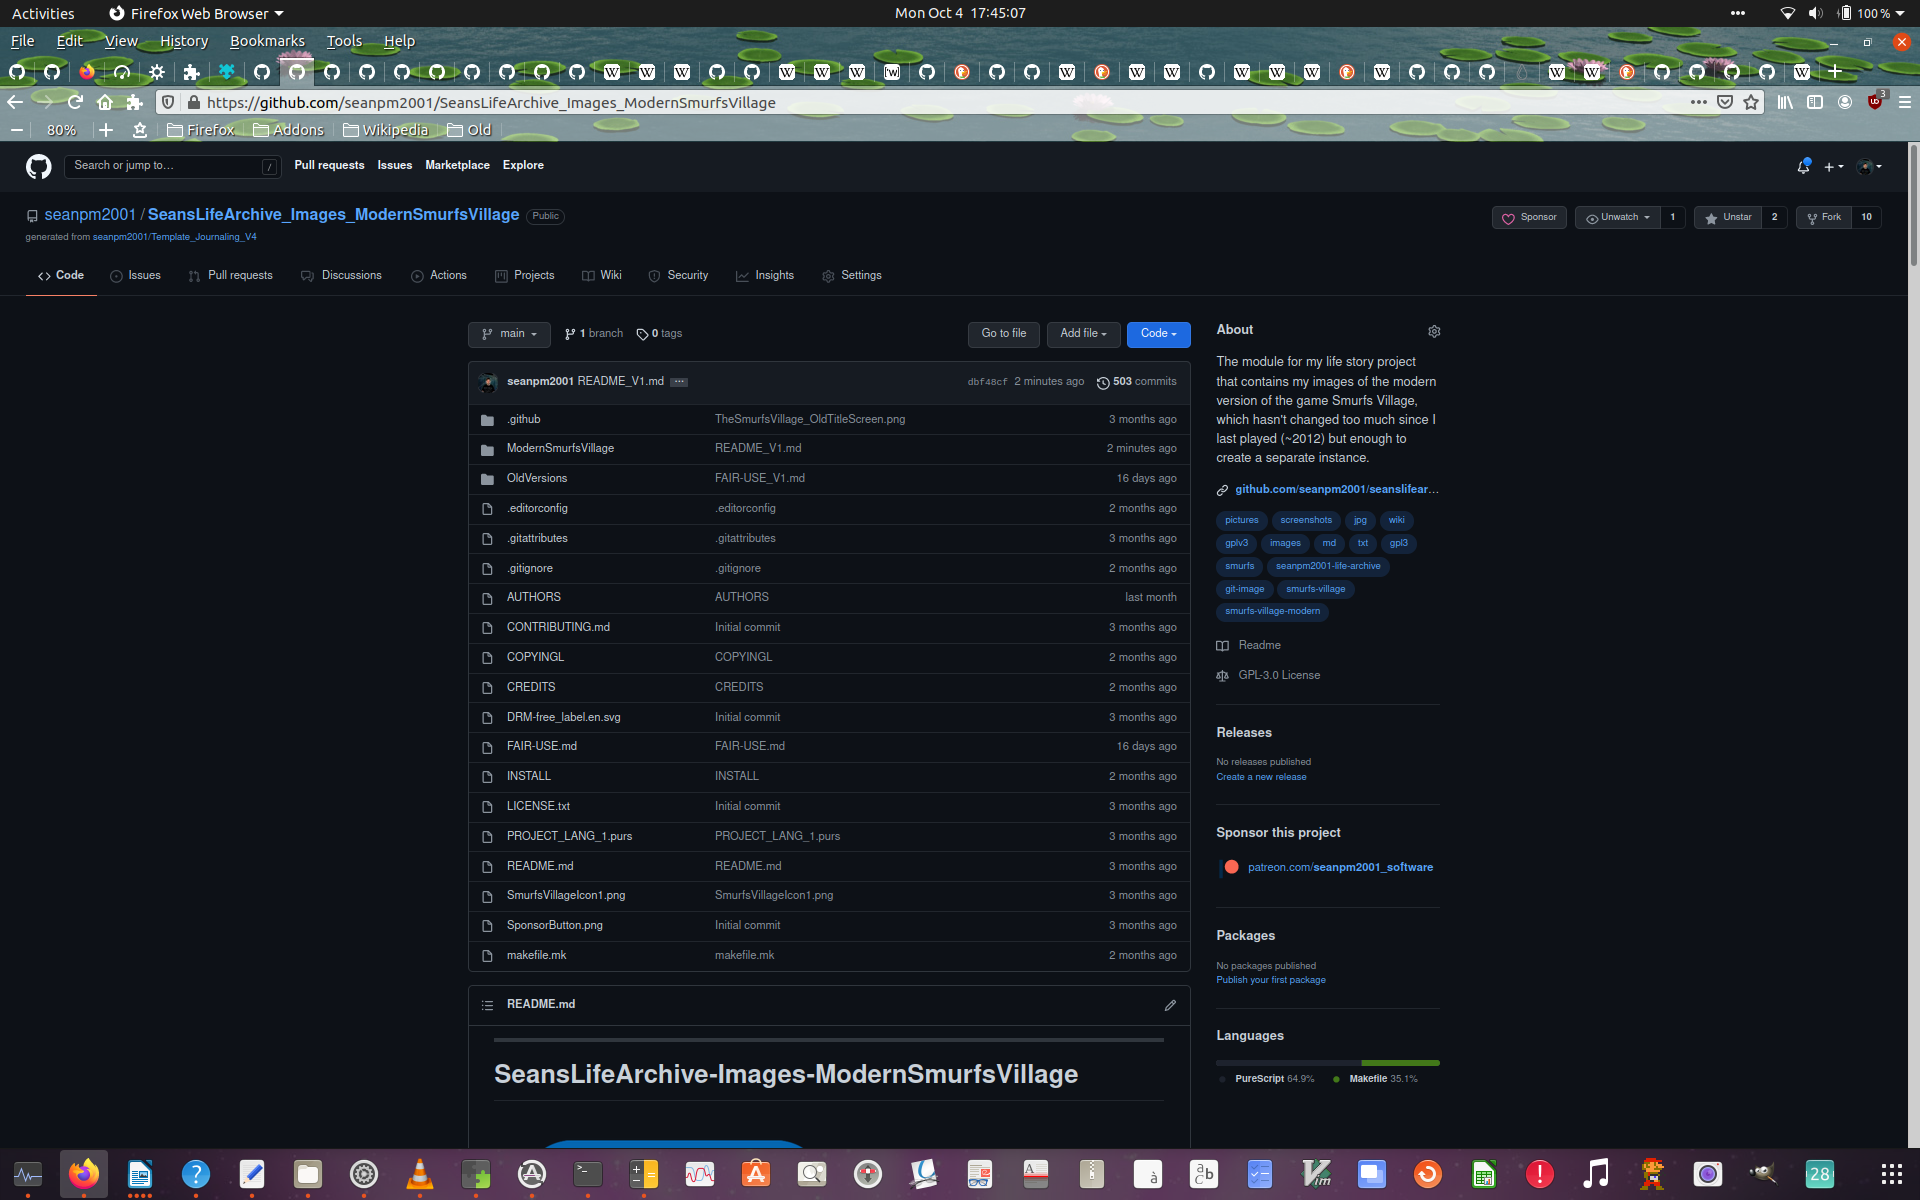 Activities Firefox Web Browser Mon Oct 4 17:45:07 100 %
File Edit View History Bookmarks Tools Help
https://github.com/seanpm2001/SeansLifeArchive_Images_ModernSmurfsVillage 3
80% Firefox Addons Wikipedia Old
Search or jump to… / Pull requests Issues Marketplace Explore
seanpm2001 / SeansLifeArchive_Images_ModernSmurfsVillage Public
Sponsor Unwatch 1 Unstar 2 Fork 10
generated from seanpm2001/Template_Journaling_V4
Code Issues Pull requests Discussions Actions Projects Wiki Security Insights Settings
main 1 branch 0 tags Go to file Add file Code
seanpm2001 README_V1.md ... dbf48cf 2 minutes ago 503 commits
.github TheSmurfsVillage_OldTitleScreen.png 3 months ago
ModernSmurfsVillage README_V1.md 2 minutes ago
OldVersions FAIR-USE_V1.md 16 days ago
.editorconfig .editorconfig 2 months ago
.gitattributes .gitattributes 3 months ago
.gitignore .gitignore 2 months ago
AUTHORS AUTHORS last month
CONTRIBUTING.md Initial commit 3 months ago
COPYINGL COPYINGL 2 months ago
CREDITS CREDITS 2 months ago
DRM-free_label.en.svg Initial commit 3 months ago
FAIR-USE.md FAIR-USE.md 16 days ago
INSTALL INSTALL 2 months ago
LICENSE.txt Initial commit 3 months ago
PROJECT_LANG_1.purs PROJECT_LANG_1.purs 3 months ago
README.md README.md 3 months ago
SmurfsVillageIcon1.png SmurfsVillageIcon1.png 3 months ago
SponsorButton.png Initial commit 3 months ago
makefile.mk makefile.mk 2 months ago
README.md
SeansLifeArchive-Images-ModernSmurfsVillage
About
The module for my life story project
that contains my images of the modern
version of the game Smurfs Village,
which hasn't changed too much since I
last played (~2012) but enough to
create a separate instance.
github.com/seanpm2001/seanslifear…
pictures screenshots jpg wiki
gplv3 images md txt gpl3
smurfs seanpm2001-life-archive
git-image smurfs-village
smurfs-village-modern
Readme
GPL-3.0 License
Releases
No releases published
Create a new release
Sponsor this project
patreon.com/seanpm2001_software
Packages
No packages published
Publish your first package
Languages
PureScript 64.9% Makefile 35.1%
28